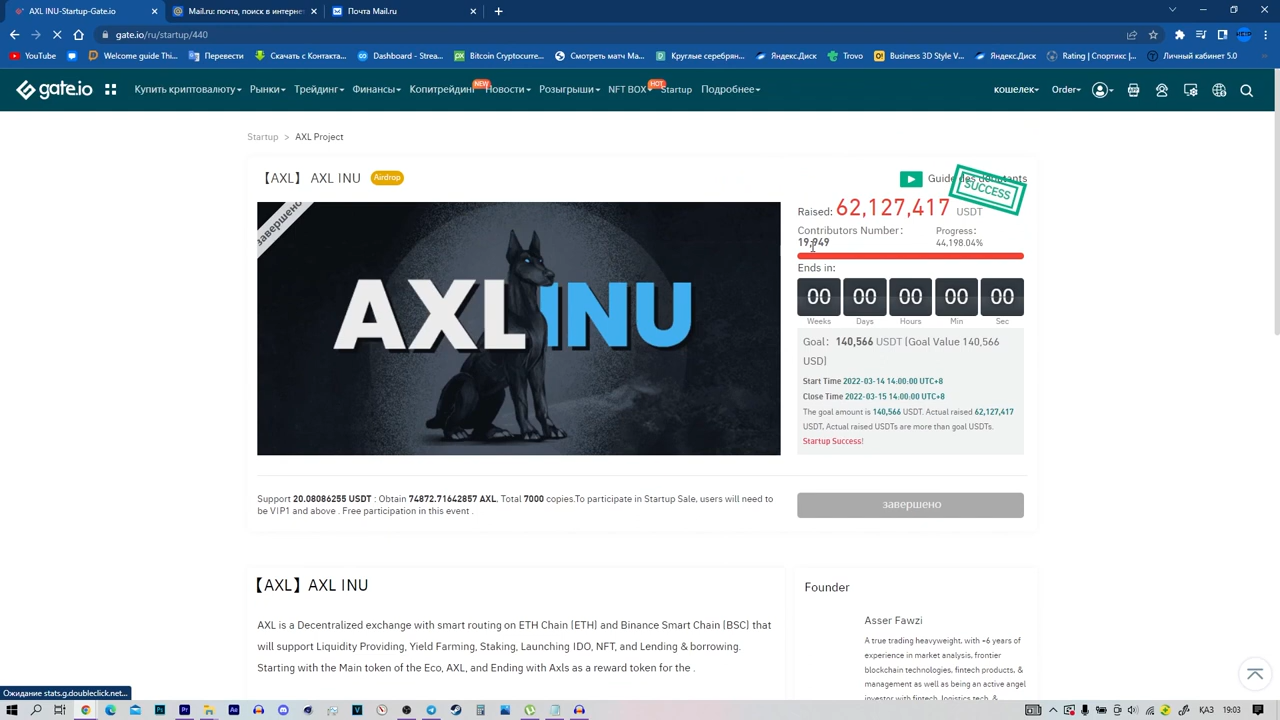 AXL INU-Startup-Gate.io
Входящие - Почта Mail.ru
Mail.ru: почта, поиск в интер
gate.io/ru/startup/440
YouTube
Facebook
Welcome guide Thi...
Перевести
Скачать с Контакта...
Dashboard - Strea...
Bitcoin Cryptocurre...
Смотреть матч Ма...
Круглые серебрян...
ЯндексДиск
Trovo
Business 3D V...
ЯндексДиск
Rating | Спортикс |...
Личный кабинет 5.0
gate.io
Купить криптовалюту
Рынки
Трейдинг
Финансы
Копитрейдинг
NEW
Новости
Розыгрыши
NFT BOX
HOT
Startup
Подробнее
кошелек
Order
Startup > AXL Project
【AXL】 AXL INU
Airdrop
Guide des débutants
SUCCESS
завершено
AXL INU
Raised: 62,127,417 USDT
Contributors Number:
19,949
Progress:
44,198.04%
Ends in:
00 00 00 00 00
Weeks Days Hours Min Sec
Goal: 140,566 USDT (Goal Value 140,566
USD)
Start Time 2022-03-14 14:00:00 UTC+8
Close Time 2022-03-15 14:00:00 UTC+8
The goal amount is 140,566 USDT. Actual raised 62,127,417
USDT, Actual raised USDTs are more than goal USDTs.
Startup Success!
Support 20.08086255 USDT : Obtain 74872.71642857 AXL, Total 7000 copies.To participate in Startup Sale, users will need to
be VIP1 and above . Free participation in this event .
завершено
【AXL】 AXL INU
AXL is a Decentralized exchange with smart routing on ETH Chain (ETH) and Binance Smart Chain (BSC) that
will support Liquidity Providing, Yield Farming, Staking, Launching IDO, NFT, and Lending & borrowing.
Starting with the Main token of the Eco, AXL, and Ending with Axls as a reward token for the .
Founder
Asser Fawzi
A true trading heavyweight, with +6 years of
experience in market analysis, frontier
blockchain technologies, fintech products, &
management as well as being an active angel
investor with fintech, logistics tech, &
Ожидание stats.g.doubleclick.net...
ҚАЗ
19:03